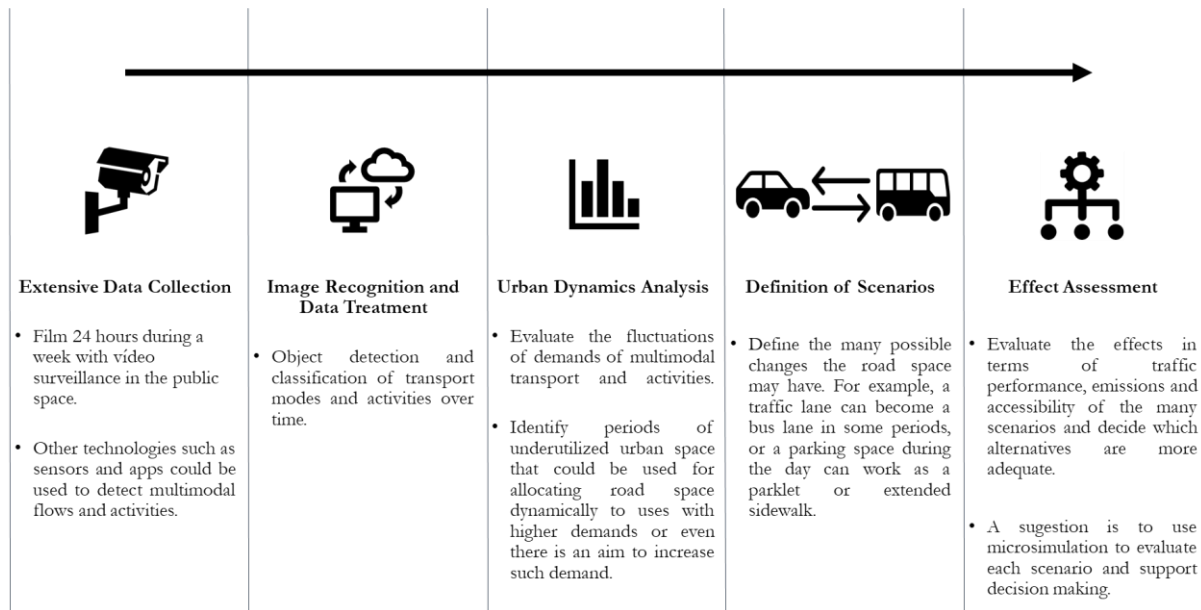 Extensive Data Collection
• Film 24 hours during a
week with vídeo
surveillance in the public
space.
• Other technologies such as
sensors and apps could be
used to detect multimodal
flows and activities.
Image Recognition and
Data Treatment
• Object detection and
classification of transport
modes and activities over
time.
Urban Dynamics Analysis
• Evaluate the fluctuations
of demands of multimodal
transport and activities.
• Identify periods of
underutilized urban space
that could be used for
allocating road space
dynamically to uses with
higher demands or even
there is an aim to increase
such demand.
Definition of Scenarios
• Define the many possible
changes the road space
may have. For example, a
traffic lane can become a
bus lane in some periods,
or a parking space during
the day can work as a
parklet or extended
sidewalk.
Effect Assessment
• Evaluate the effects in
terms of traffic
performance, emissions and
accessibility of the many
scenarios and decide which
alternatives are more
adequate.
• A sugestion is to use
microsimulation to evaluate
each scenario and support
decision making.